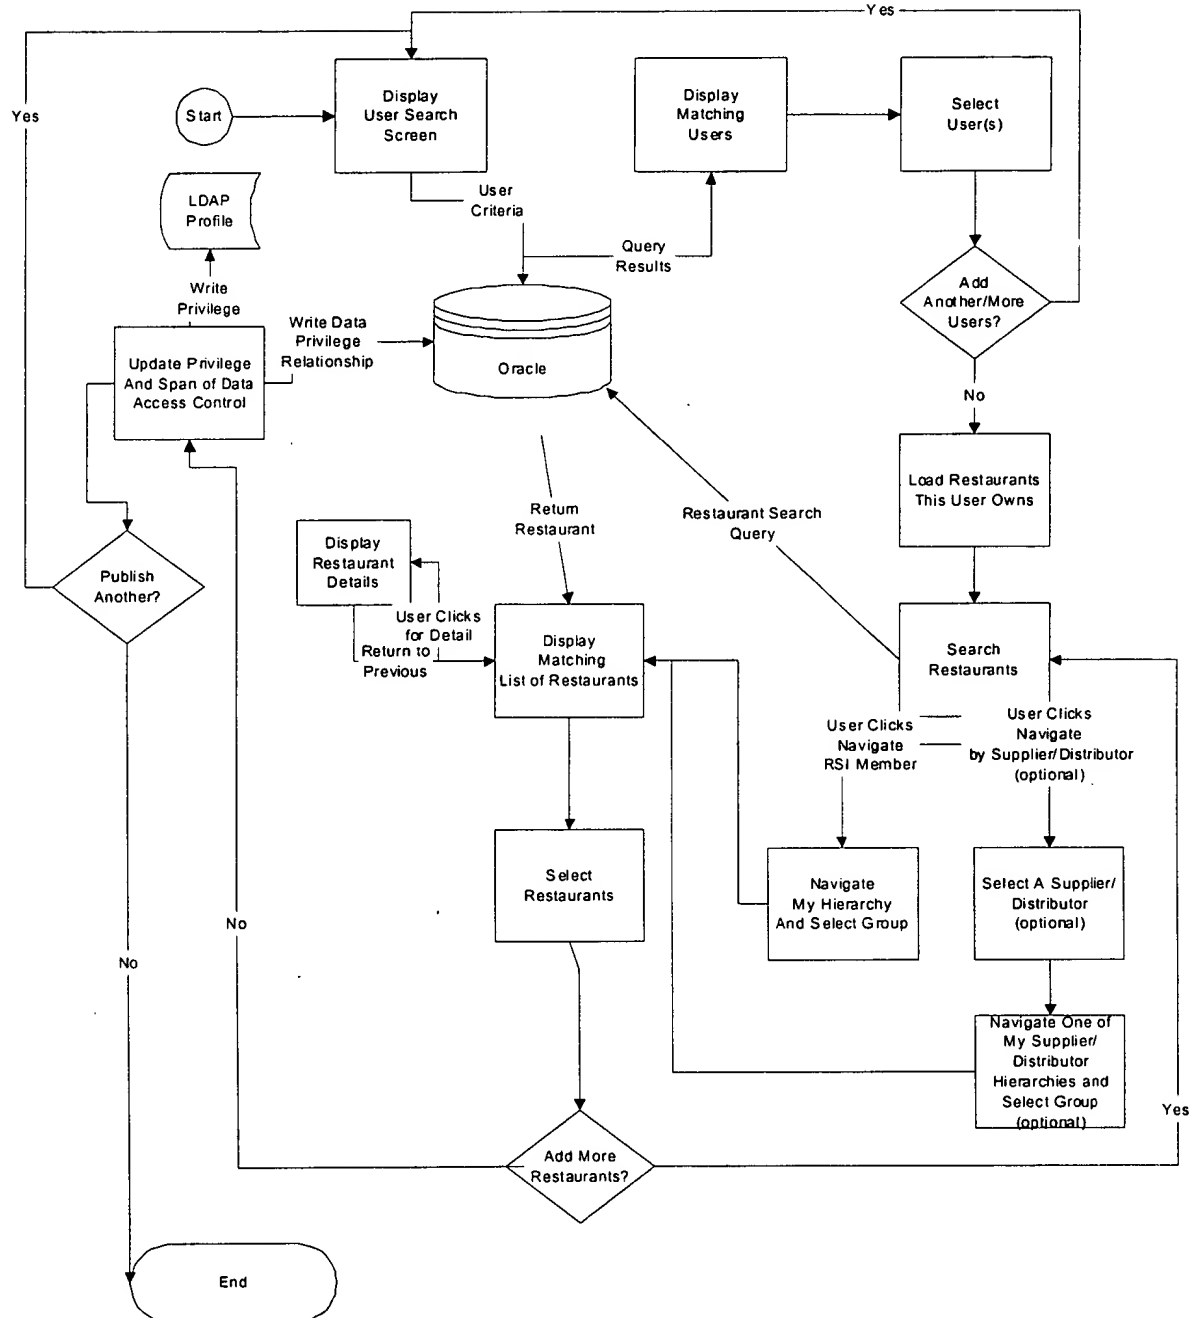 Yes
Yes
Start
Display
User Search
Screen
Display
Matching
Users
Select
User(s)
LDAP
Profile
User
Criteria
Query
Results
Write
Privilege
Add
Another/More
Users?
Write Data
Privilege
Relationship
Update Privilege
And Span of Data
Access Control
Oracle
No
Load Restaurants
This User Owns
Return
Restaurant
Restaurant Search
Query
Display
Restaurant
Details
Publish
Another?
User Clicks
for Detail
Return to
Previous
Display
Matching
List of Restaurants
Search
Restaurants
User Clicks
Navigate
RSI Member
User Clicks
Navigate
by Supplier/Distributor
(optional)
Select
Restaurants
Navigate
My Hierarchy
And Select Group
Select A Supplier/
Distributor
(optional)
No
No
Navigate One of
My Supplier/
Distributor
Hierarchies and
Select Group
(optional)
Yes
Add More
Restaurants?
End